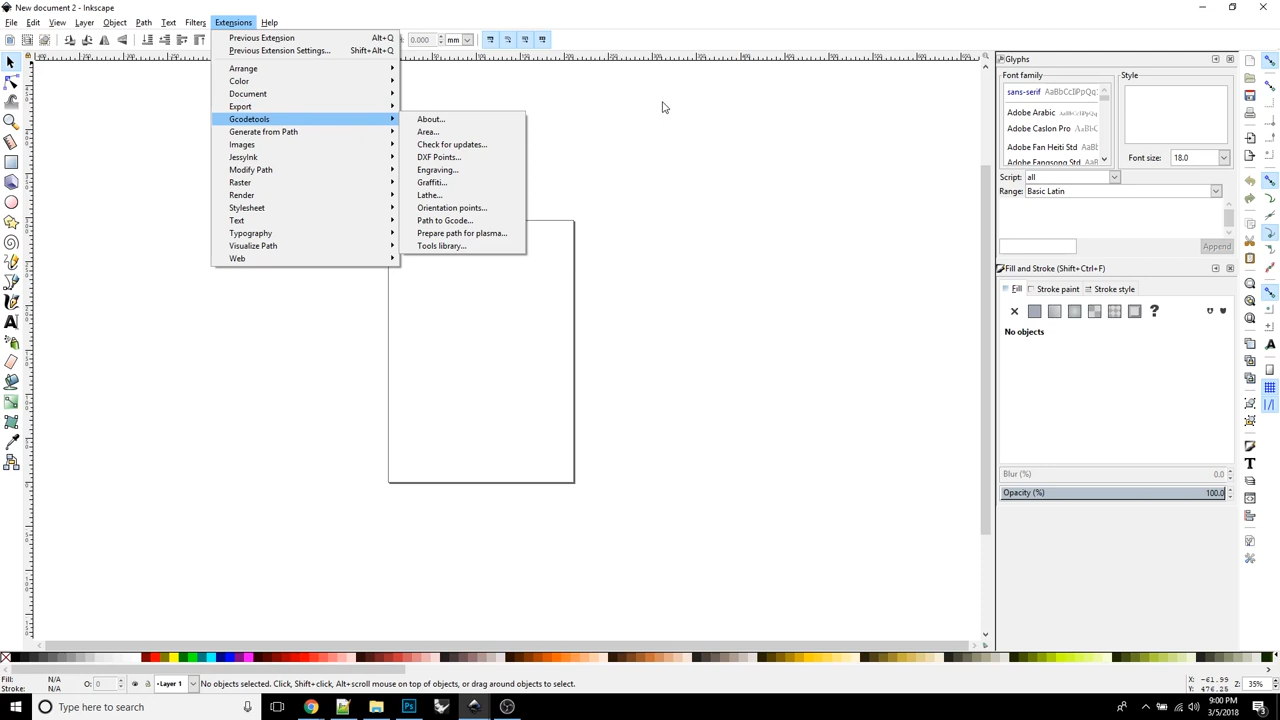 New document 2 - Inkscape
File Edit View Layer Object Path Text Filters Extensions Help
0.000 mm
Previous Extension Alt+Q
Previous Extension Settings... Shift+Alt+Q
Arrange
Color
Document
Export
Gcodetools
Generate from Path
Images
JessyInk
Modify Path
Raster
Render
Stylesheet
Text
Typography
Visualize Path
Web
About...
Area...
Check for updates...
DXF Points...
Engraving...
Graffiti...
Lathe...
Orientation points...
Path to Gcode...
Prepare path for plasma...
Tools library...
Glyphs
Font family Style
sans-serif AaBbCcIiPpQq
Adobe Arabic
Adobe Caslon Pro
Adobe Fan Heiti Std
Adobe Fangsong Std
Font size: 18.0
Script: all
Range: Basic Latin
Append
Fill and Stroke (Shift+Ctrl+F)
Fill Stroke paint Stroke style
No objects
Blur (%) 0.0
Opacity (%) 100.0
Fill: N/A
Stroke: N/A
O: 0
Layer 1
No objects selected. Click, Shift+click, Alt+scroll mouse on top of objects, or drag around objects to select.
X: -61.99
Y: 476.25
Z: 35%
Type here to search
9:00 PM
3/5/2018